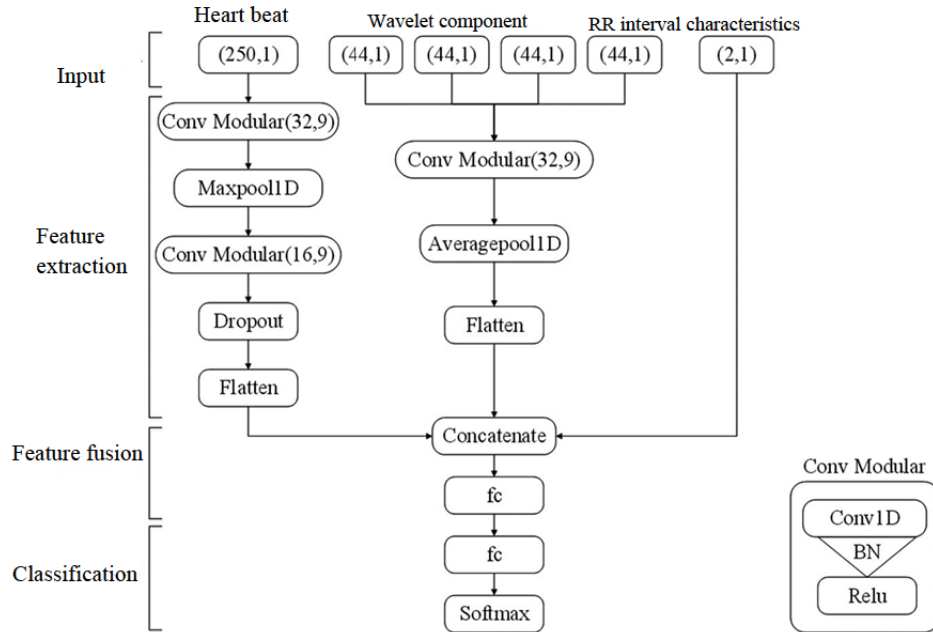 Heart beat
Wavelet component
RR interval characteristics
Input
(250,1)
(44,1)
(44,1)
(44,1)
(44,1)
(2,1)
Feature
extraction
Conv Modular(32,9)
Maxpool1D
Conv Modular(16,9)
Dropout
Flatten
Conv Modular(32,9)
Averagepool1D
Flatten
Feature fusion
Concatenate
fc
Classification
fc
Softmax
Conv Modular
Conv1D
BN
Relu